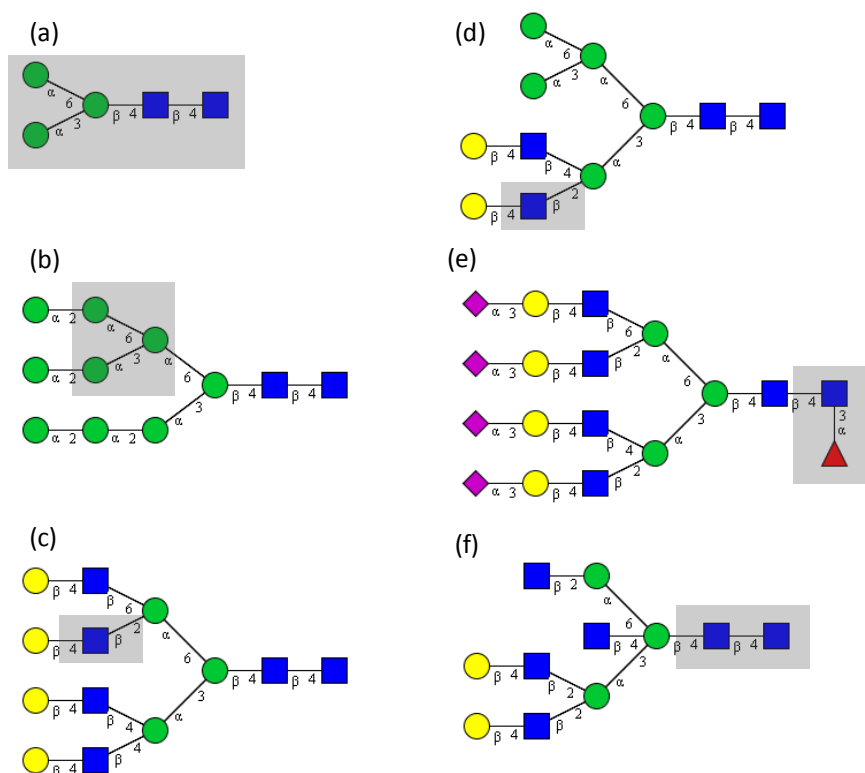 (a)
α 6
β 4 β 4
α 3
(b)
α 2 α 6 α
α 2 α 3
6
β 4 β 4
3
α 2 α 2 α
(c)
β 4 β 6 α
β 4 β 2
6
β 4 β 4
3
β 4 β 4 α
β 4 β 4
(d)
α 6 α
α 3
6
β 4 β 4
3
β 4 β 4 α
β 4 β 2
(e)
α 3 β 4 β 6 α
α 3 β 4 β 2
6
β 4 β 4
3
α
3
α 3 β 4 β 4 α
α 3 β 4 β 2
(f)
β 2 α
6
β 4 β 4 β 4
3
β 4 β 2 α
β 4 β 2